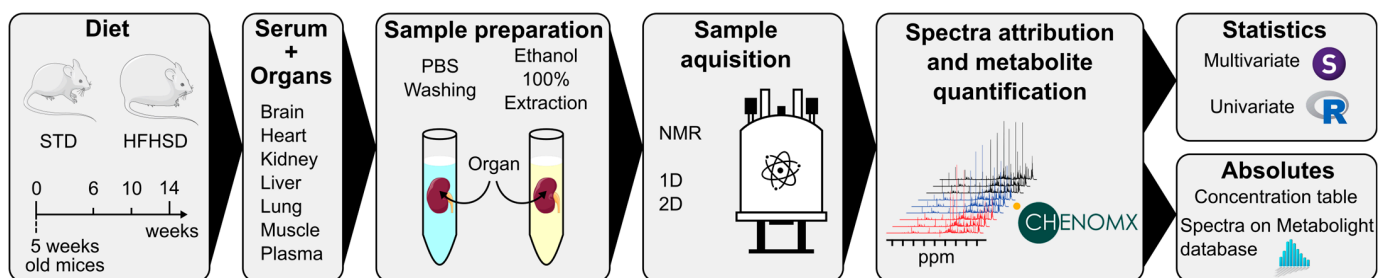 Diet
STD
HFHSD
0
6
10
14
weeks
5 weeks
old mices
Serum
+
Organs
Brain
Heart
Kidney
Liver
Lung
Muscle
Plasma
Sample preparation
PBS
Washing
Ethanol
100%
Extraction
Organ
Sample
aquisition
NMR
1D
2D
Spectra attribution
and metabolite
quantification
CHENOMX
ppm
Statistics
Multivariate
S
Univariate
R
Absolutes
Concentration table
Spectra on Metabolight
database